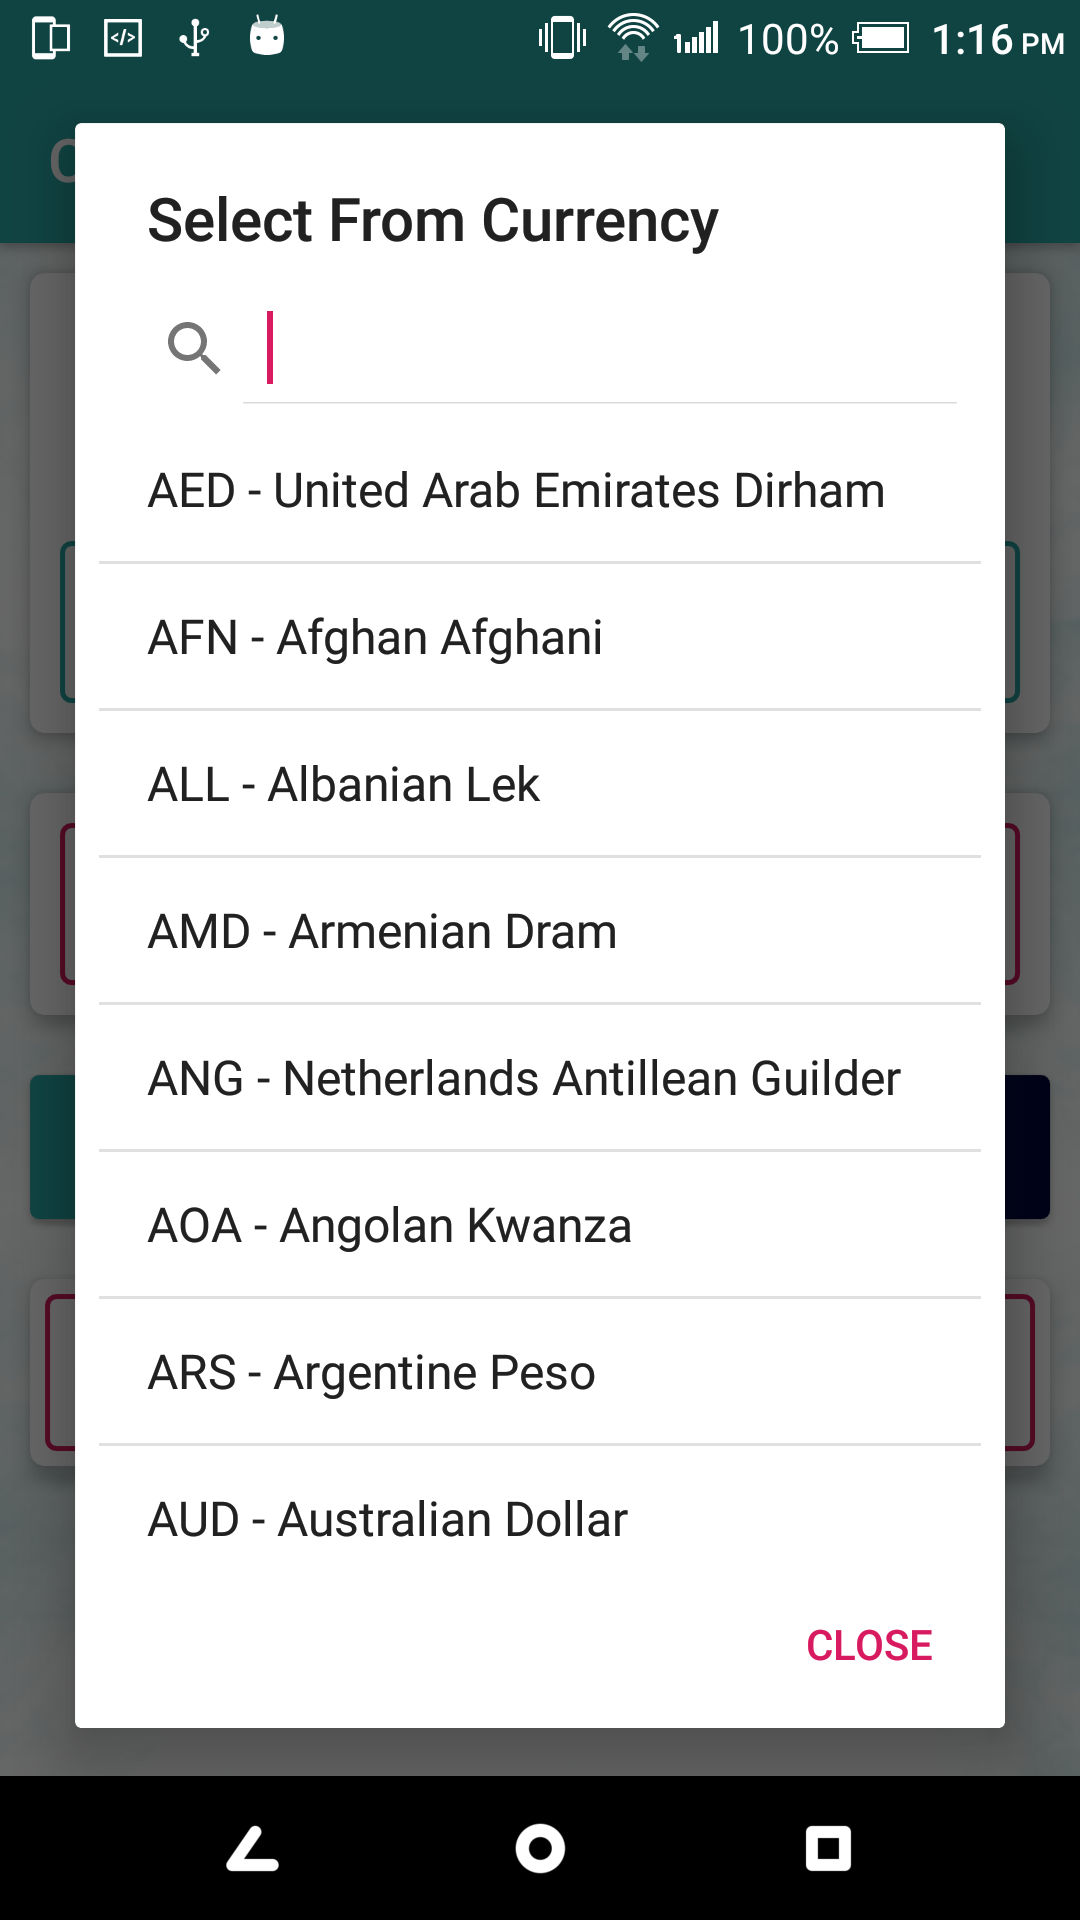 100% 1:16 PM
Select From Currency
AED - United Arab Emirates Dirham
AFN - Afghan Afghani
ALL - Albanian Lek
AMD - Armenian Dram
ANG - Netherlands Antillean Guilder
AOA - Angolan Kwanza
ARS - Argentine Peso
AUD - Australian Dollar
CLOSE